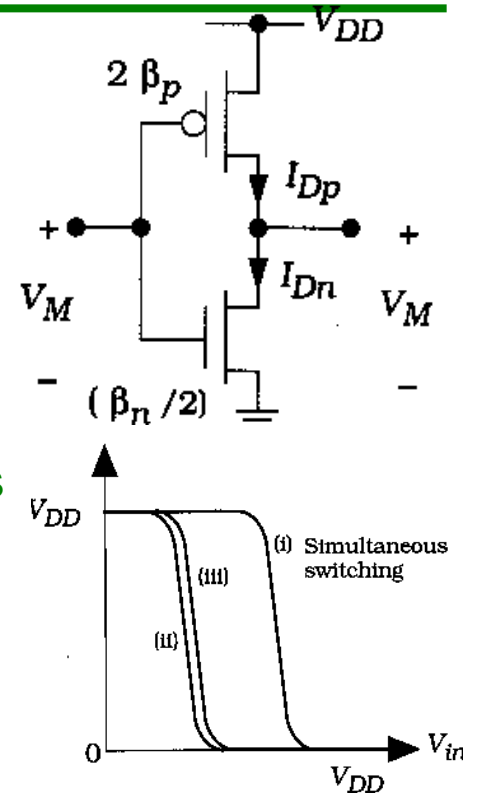 V_DD
2 β_p
I_Dp
+ +
I_Dn
V_M V_M
– –
( β_n /2)
V_DD
(i) Simultaneous
switching
(iii)
(ii)
0
V_in
V_DD